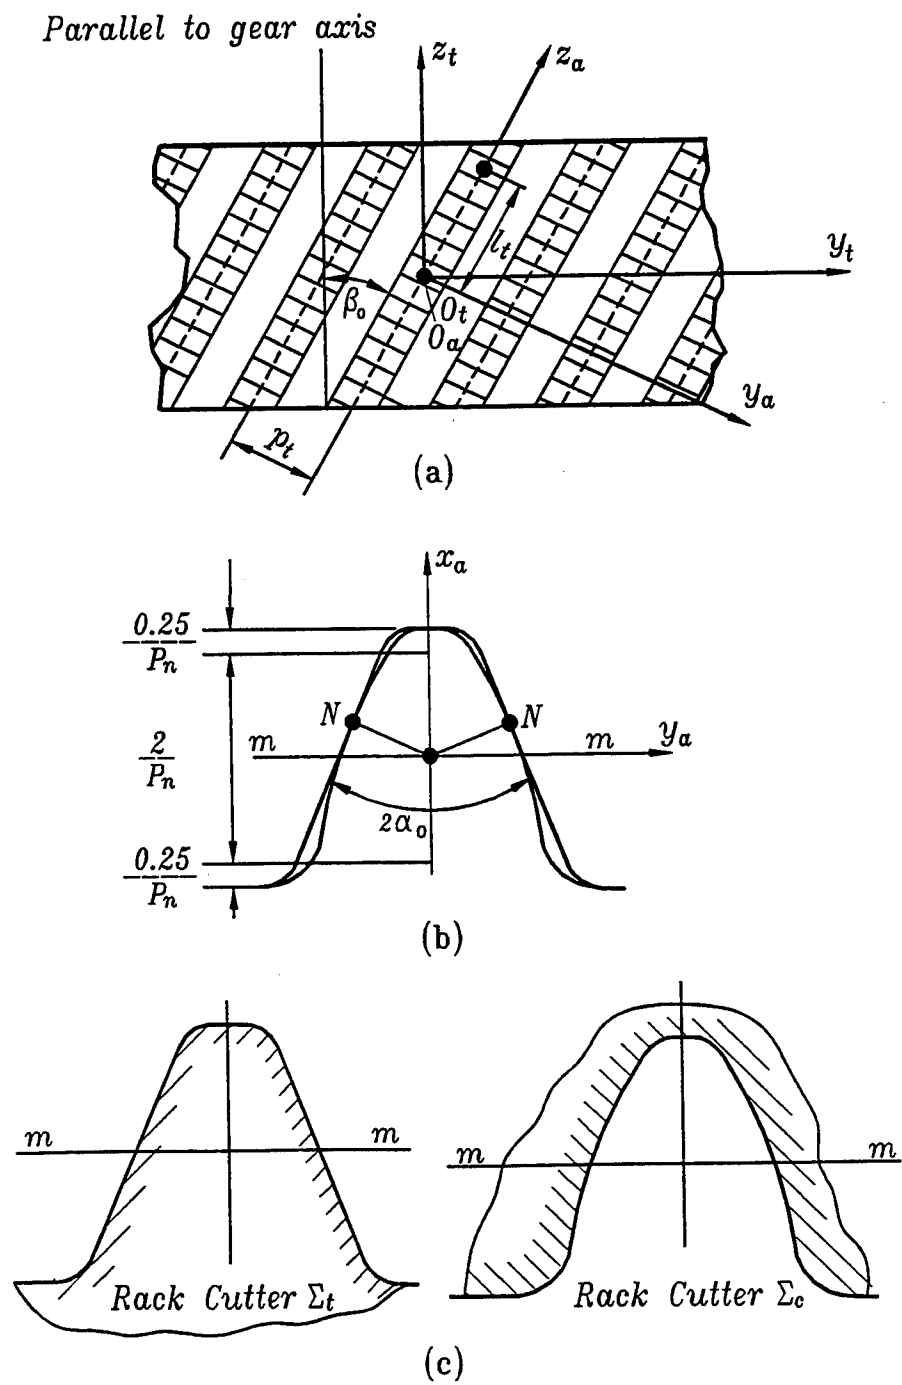 Parallel to gear axis
z_t
z_a
l_t
y_t
β_o
O_t
O_a
y_a
p_t
(a)
x_a
0.25
P_n
N
N
m
m
y_a
2
P_n
2α_o
0.25
P_n
(b)
m
m
m
m
Rack Cutter Σ_t
Rack Cutter Σ_c
(c)